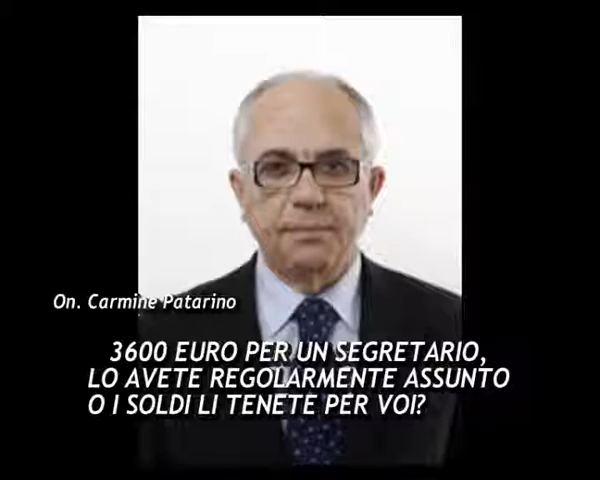 On. Carmine Patarino
3600 EURO PER UN SEGRETARIO,
LO AVETE REGOLARMENTE ASSUNTO
O I SOLDI LI TENETE PER VOI?